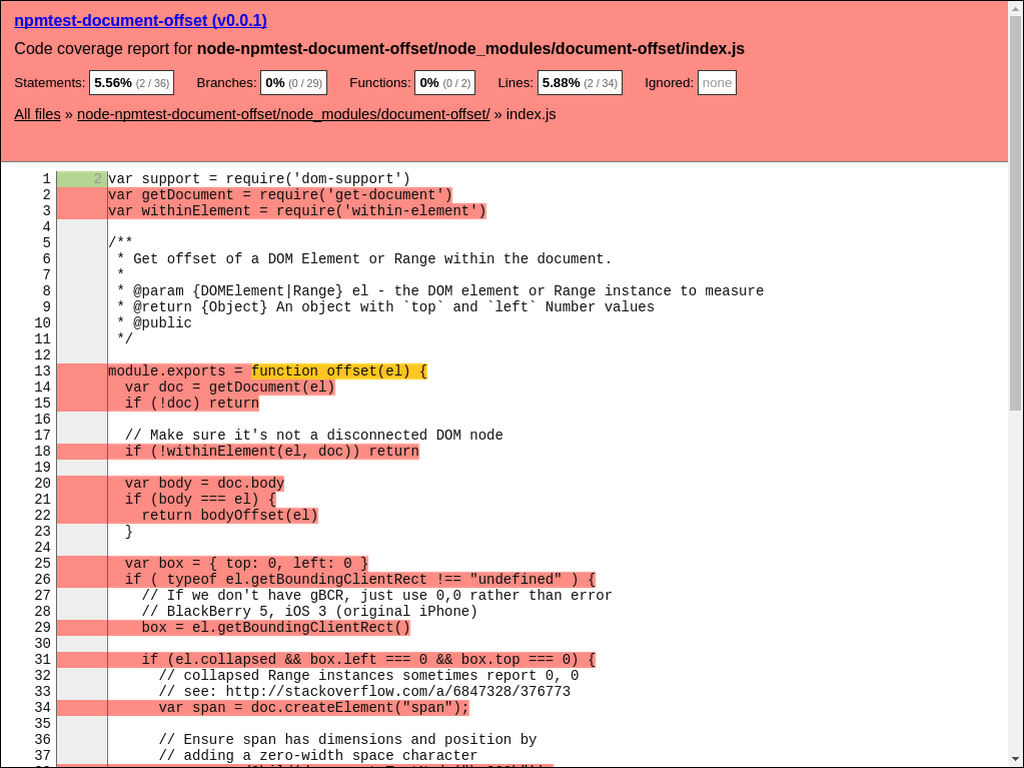 npmtest-document-offset (v0.0.1)
Code coverage report for node-npmtest-document-offset/node_modules/document-offset/index.js
Statements: 5.56% (2 / 36) Branches: 0% (0 / 29) Functions: 0% (0 / 2) Lines: 5.88% (2 / 34) Ignored: none
All files » node-npmtest-document-offset/node_modules/document-offset/ » index.js
1 2 var support = require('dom-support')
2 var getDocument = require('get-document')
3 var withinElement = require('within-element')
4
5 /**
6 * Get offset of a DOM Element or Range within the document.
7 *
8 * @param {DOMElement|Range} el - the DOM element or Range instance to measure
9 * @return {Object} An object with `top` and `left` Number values
10 * @public
11 */
12
13 module.exports = function offset(el) {
14 var doc = getDocument(el)
15 if (!doc) return
16
17 // Make sure it's not a disconnected DOM node
18 if (!withinElement(el, doc)) return
19
20 var body = doc.body
21 if (body === el) {
22 return bodyOffset(el)
23 }
24
25 var box = { top: 0, left: 0 }
26 if ( typeof el.getBoundingClientRect !== "undefined" ) {
27 // If we don't have gBCR, just use 0,0 rather than error
28 // BlackBerry 5, iOS 3 (original iPhone)
29 box = el.getBoundingClientRect()
30
31 if (el.collapsed && box.left === 0 && box.top === 0) {
32 // collapsed Range instances sometimes report 0, 0
33 // see: http://stackoverflow.com/a/6847328/376773
34 var span = doc.createElement("span");
35
36 // Ensure span has dimensions and position by
37 // adding a zero-width space character